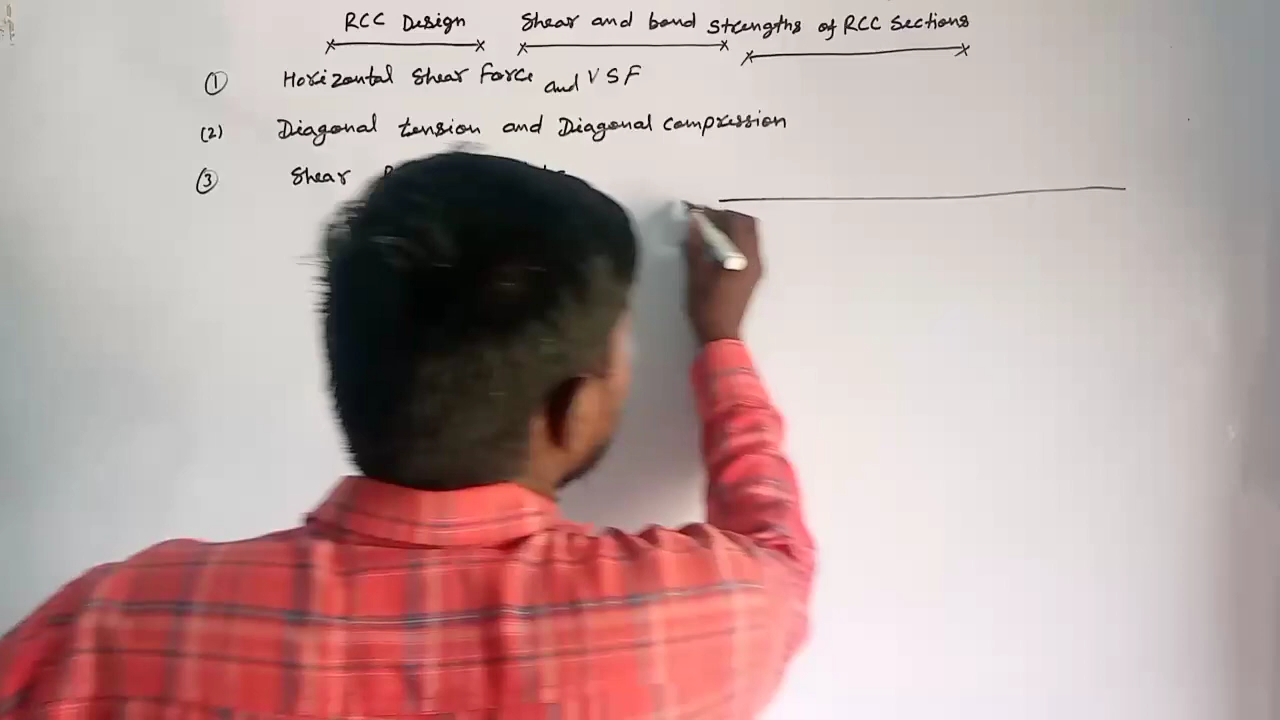 RCC Design Shear and bond Strengths of RCC Sections
① Horizontal Shear Force and VSF
(2) Diagonal tension and Diagonal compression
③ Shear